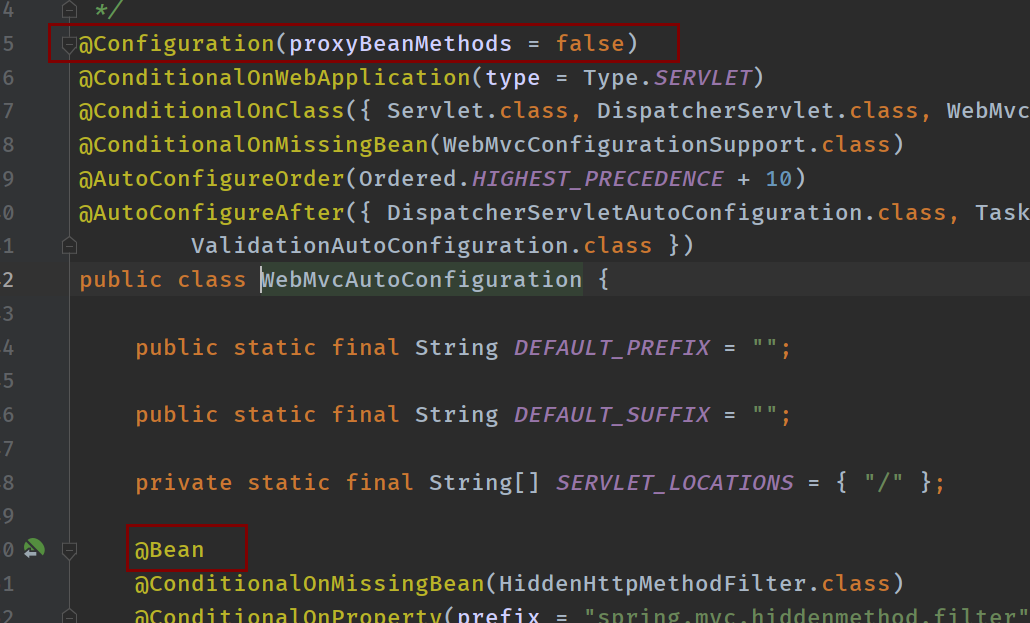 4 */
5 @Configuration(proxyBeanMethods = false)
6 @ConditionalOnWebApplication(type = Type.SERVLET)
7 @ConditionalOnClass({ Servlet.class, DispatcherServlet.class, WebMvc
8 @ConditionalOnMissingBean(WebMvcConfigurationSupport.class)
9 @AutoConfigureOrder(Ordered.HIGHEST_PRECEDENCE + 10)
0 @AutoConfigureAfter({ DispatcherServletAutoConfiguration.class, Task
1 ValidationAutoConfiguration.class })
2 public class WebMvcAutoConfiguration {
3
4 public static final String DEFAULT_PREFIX = "";
5
6 public static final String DEFAULT_SUFFIX = "";
7
8 private static final String[] SERVLET_LOCATIONS = { "/" };
9
0 @Bean
1 @ConditionalOnMissingBean(HiddenHttpMethodFilter.class)
2 @ConditionalOnProperty(prefix = "spring.mvc.hiddenmethod.filter"